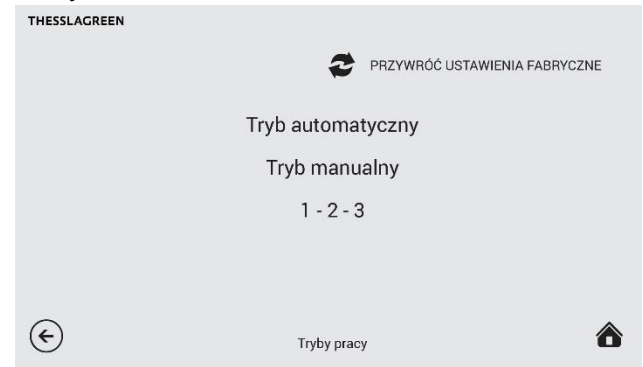 THESSLAGREEN
PRZYWRÓĆ USTAWIENIA FABRYCZNE
Tryb automatyczny
Tryb manualny
1 - 2 - 3
Tryby pracy